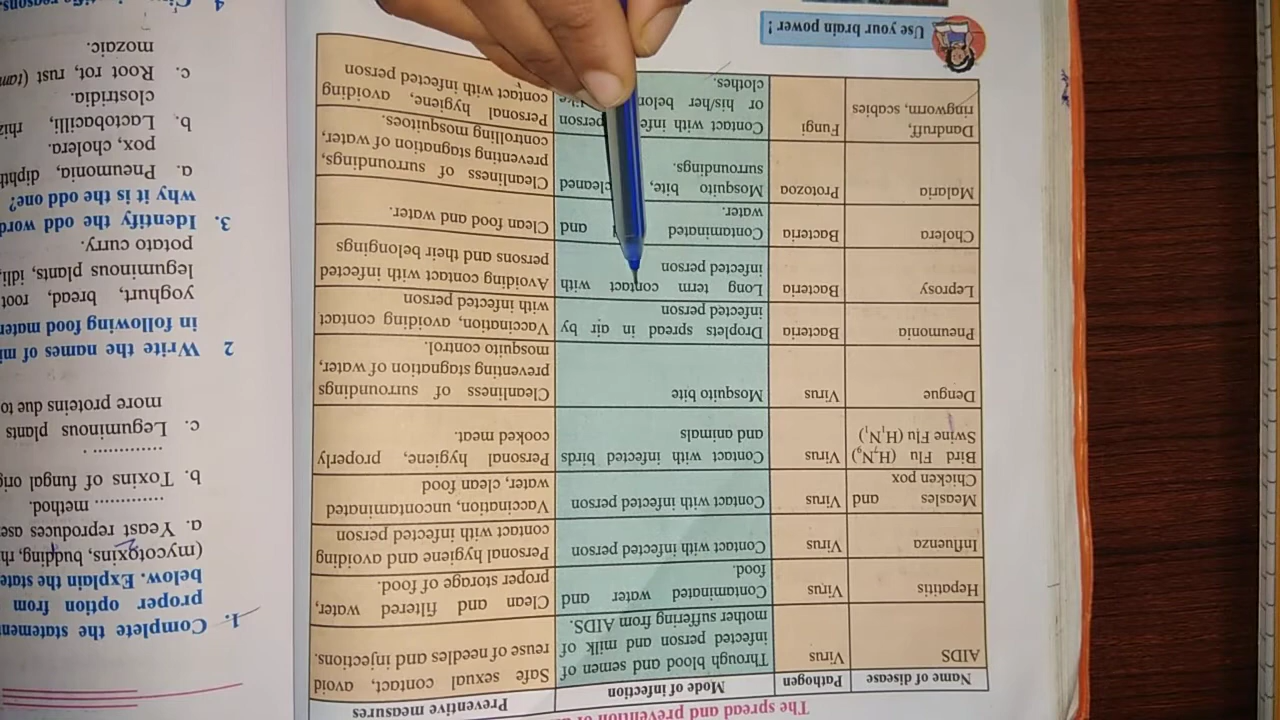 The spread and prevention of
Name of disease
Pathogen
Mode of infection
Preventive measures
AIDS
Virus
Through blood and semen of
infected person and milk of
mother suffering from AIDS.
Safe sexual contact, avoid
reuse of needles and injections.
Hepatitis
Virus
Contaminated water and
food.
Clean and filtered water,
proper storage of food.
Influenza
Virus
Contact with infected person
Personal hygiene and avoiding
contact with infected person
Measles and
Chicken pox
Virus
Contact with infected person
Vaccination, uncontaminated
water, clean food
Bird Flu (H₇N₉)
Swine Flu (H₁N₁)
Virus
Contact with infected birds
and animals
Personal hygiene, properly
cooked meat.
Dengue
Virus
Mosquito bite
Cleanliness of surroundings
preventing stagnation of water,
mosquito control.
Pneumonia
Bacteria
Droplets spread in air by
infected person
Vaccination, avoiding contact
with infected person
Leprosy
Bacteria
Long term contact with
infected person
Avoiding contact with infected
persons and their belongings
Cholera
Bacteria
Contaminated and
water.
Clean food and water.
Malaria
Protozoa
Mosquito bite, cleaned
surroundings.
Cleanliness of surroundings,
preventing stagnation of water,
controlling mosquitoes.
Dandruff,
ringworm, scabies
Fungi
Contact with person
or his/her
clothes.
Personal hygiene, avoiding
contact with infected person
Use your brain power !
1. Complete the
proper option from
below. Explain the
(mycotoxins, budding,
a. Yeast reproduces
.............. method.
b. Toxins of fungal
.............. .
c. Leguminous plants
more proteins due to
2 Write the names of
in following food
yoghurt, bread,
leguminous plants,
potato curry.
3. Identify the odd
why it is the odd one?
a. Pneumonia,
pox, cholera.
b. Lactobacilli,
clostridia.
c. Root rot, rust
mozaic.
4